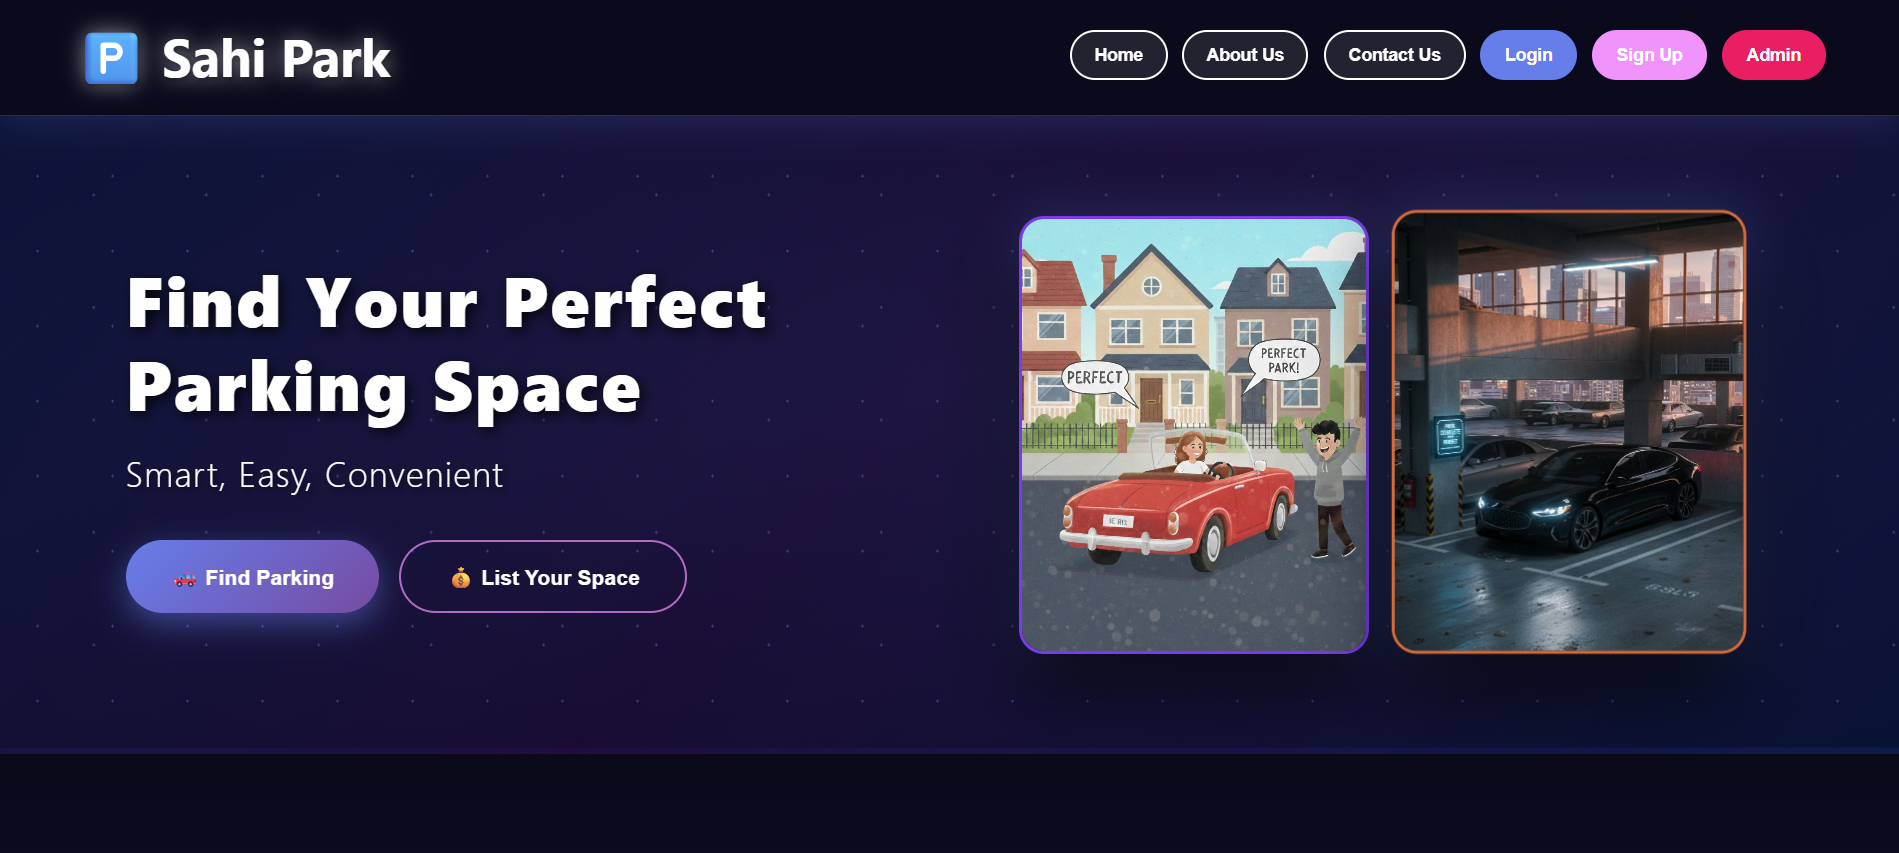 P Sahi Park
Home
About Us
Contact Us
Login
Sign Up
Admin
Find Your Perfect
Parking Space
Smart, Easy, Convenient
Find Parking
List Your Space
PERFECT
PERFECT
PARK!